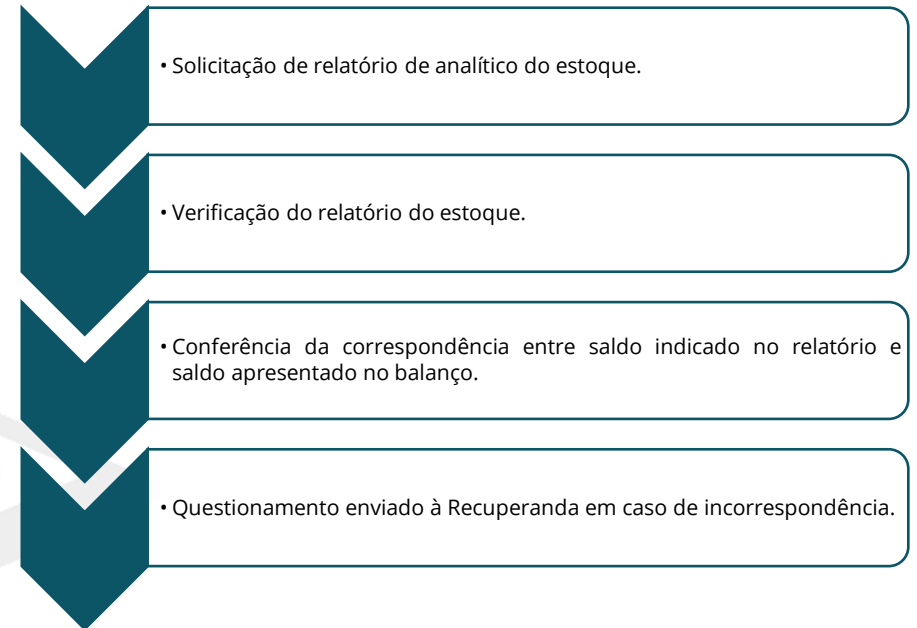 • Solicitação de relatório de analítico do estoque.
• Verificação do relatório do estoque.
• Conferência da correspondência entre saldo indicado no relatório e
saldo apresentado no balanço.
• Questionamento enviado à Recuperanda em caso de incorrespondência.